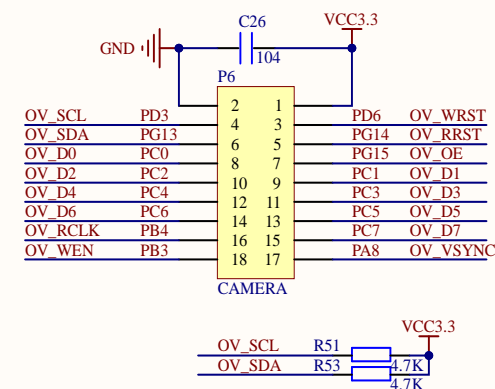 C26
VCC3.3
GND
104
P6
2 1
OV_SCL PD3 4 3 PD6 OV_WRST
OV_SDA PG13 6 5 PG14 OV_RRST
OV_D0 PC0 8 7 PG15 OV_OE
OV_D2 PC2 10 9 PC1 OV_D1
OV_D4 PC4 12 11 PC3 OV_D3
OV_D6 PC6 14 13 PC5 OV_D5
OV_RCLK PB4 16 15 PC7 OV_D7
OV_WEN PB3 18 17 PA8 OV_VSYNC
CAMERA
VCC3.3
OV_SCL R51 4.7K
OV_SDA R53 4.7K